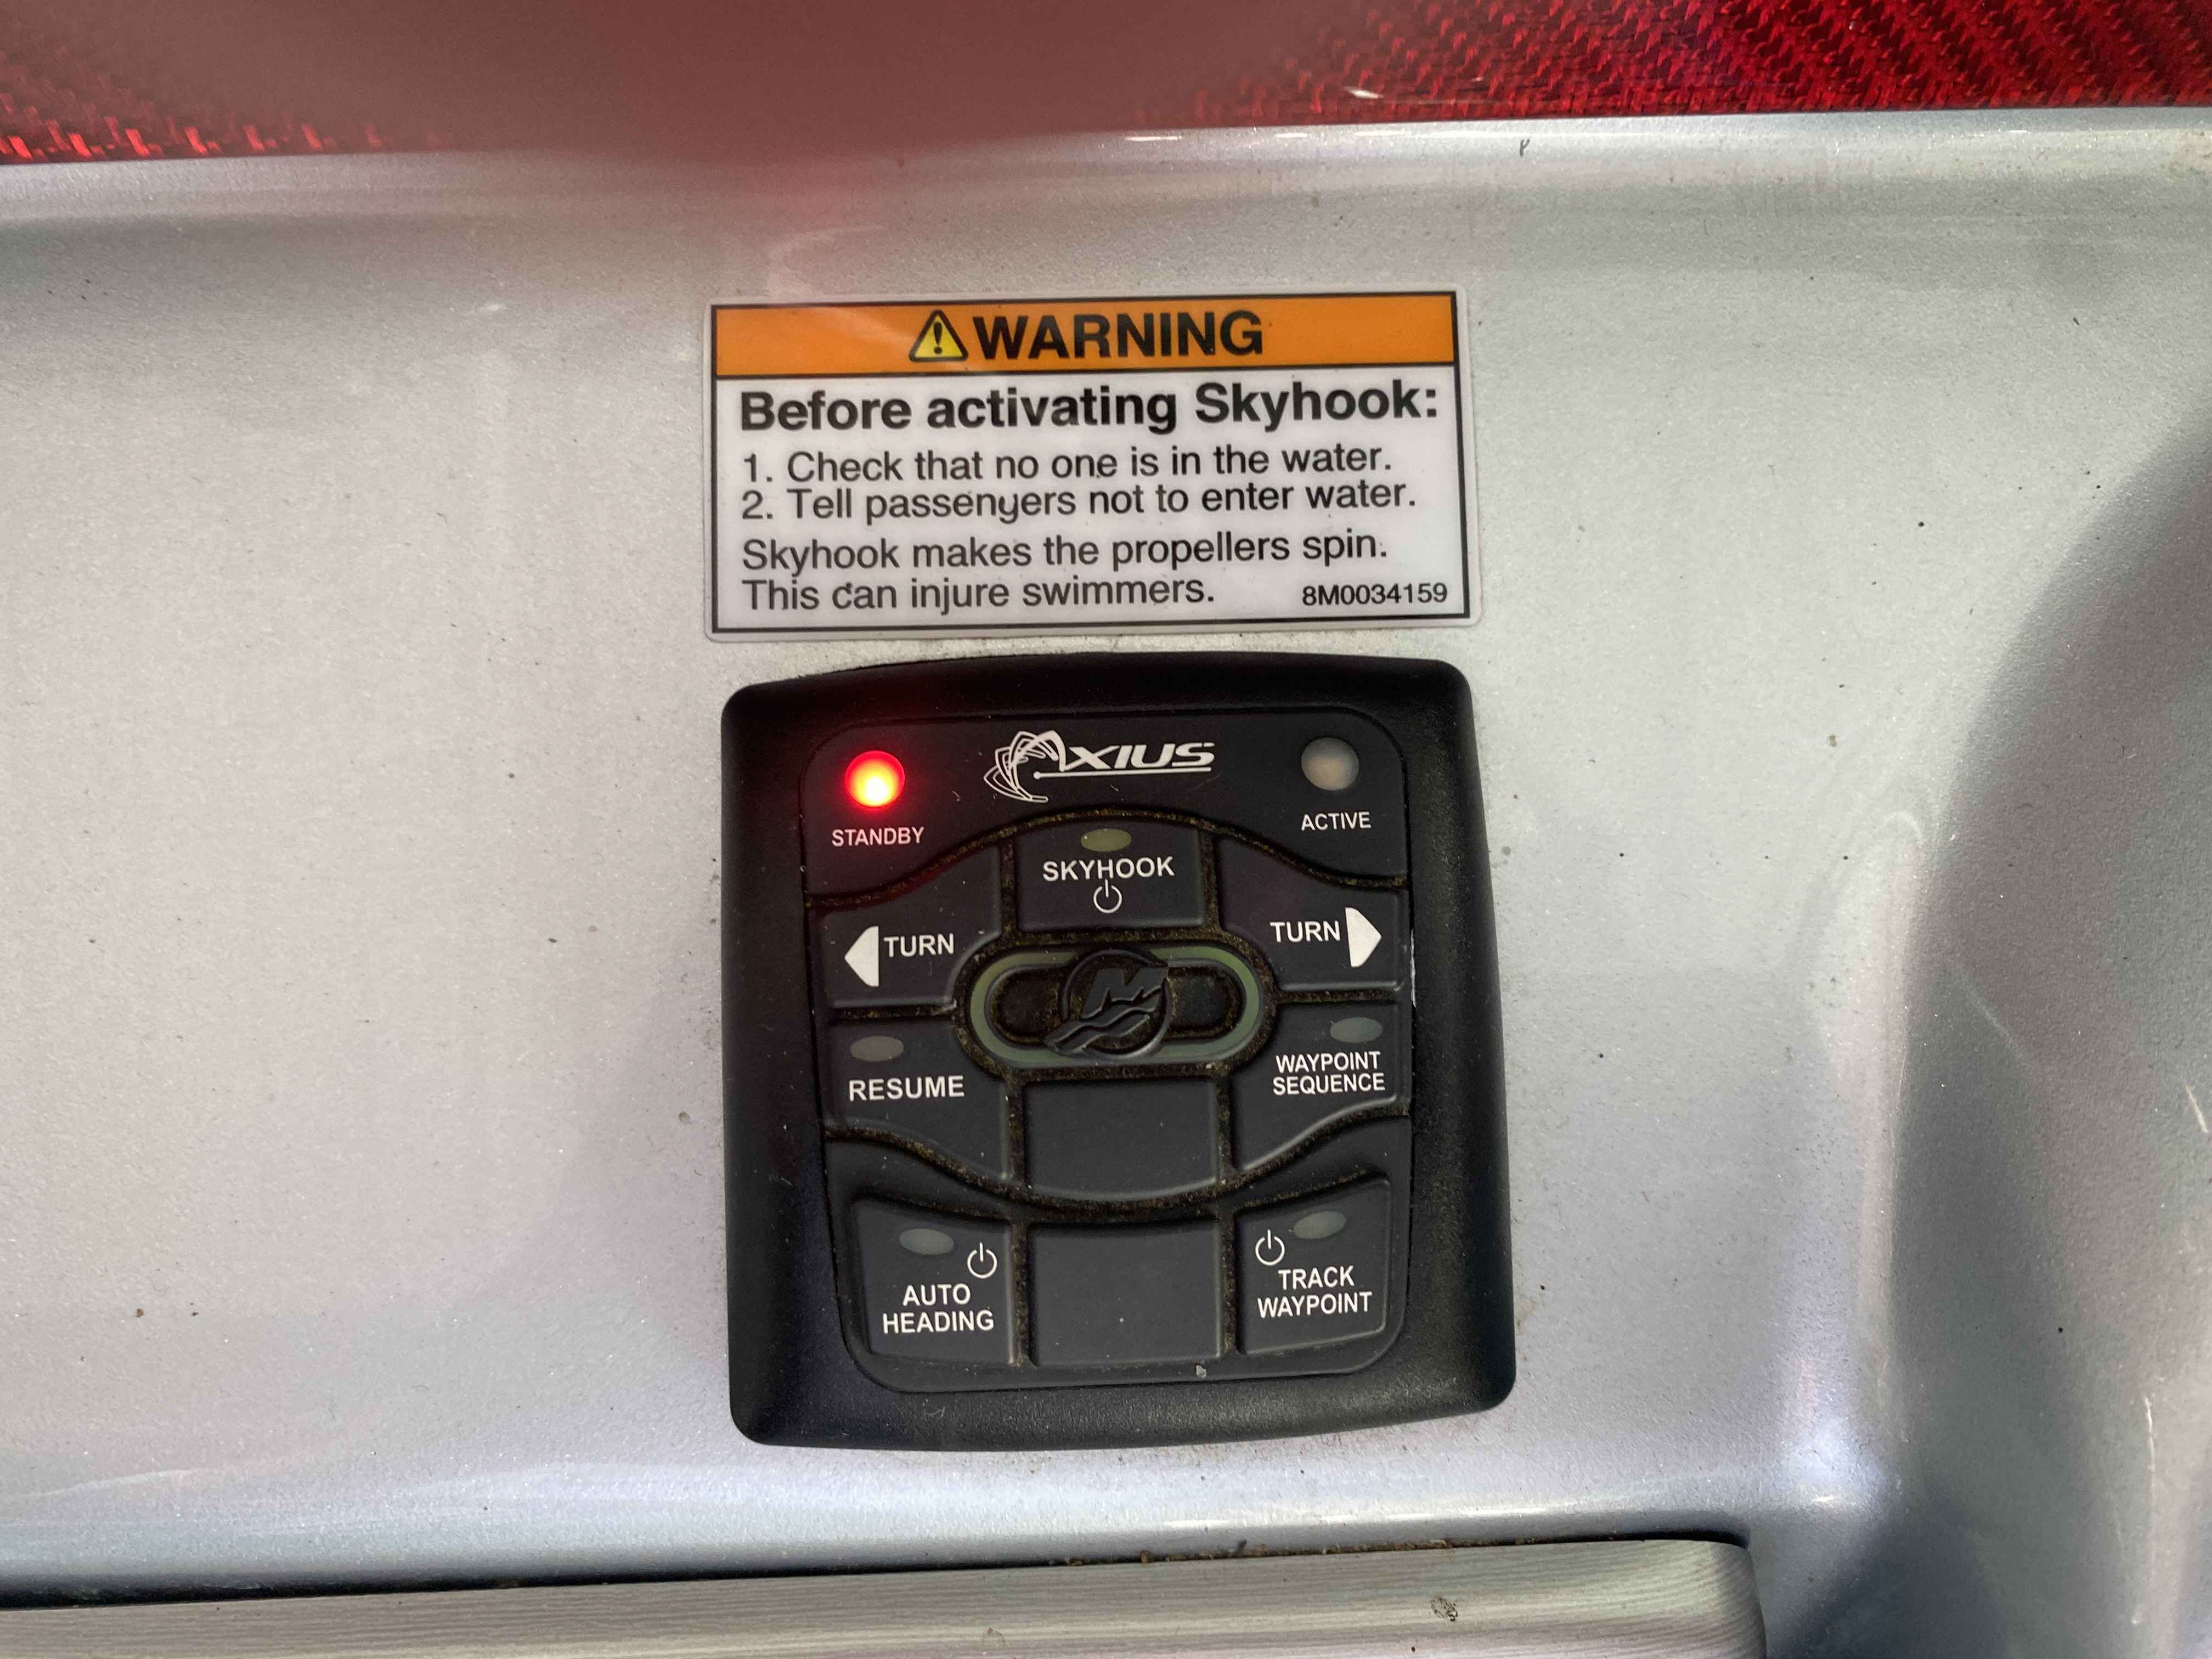 WARNING
Before activating Skyhook:
1. Check that no one is in the water.
2. Tell passengers not to enter water.
Skyhook makes the propellers spin.
This can injure swimmers. 8M0034159
AXIUS
STANDBY
ACTIVE
SKYHOOK
TURN
TURN
RESUME
WAYPOINT
SEQUENCE
AUTO
HEADING
TRACK
WAYPOINT